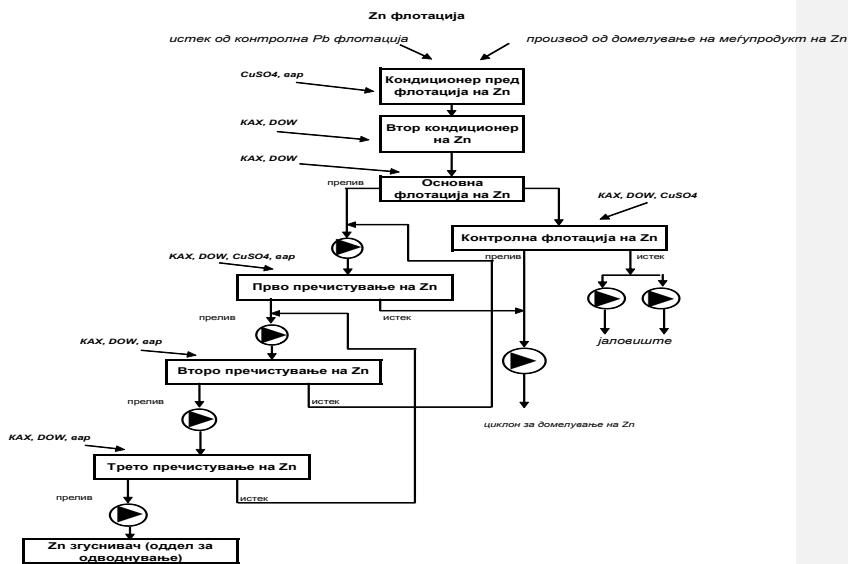 Zn флотација
истек од контролна Pb флотација
производ од домелување на меѓупродукт на Zn
CuSO4, вар
Кондиционер пред
флотација на Zn
KAX, DOW
Втор кондиционер
на Zn
KAX, DOW
прелив
Основна
флотација на Zn
KAX, DOW, CuSO4
Контролна флотација на Zn
прелив
истек
KAX, DOW, CuSO4, вар
Прво пречистување на Zn
прелив
истек
јаловиште
KAX, DOW, вар
Второ пречистување на Zn
прелив
истек
циклон за домелување на Zn
KAX, DOW, вар
Трето пречистување на Zn
прелив
истек
Zn згуснивач (оддел за
одводнување)